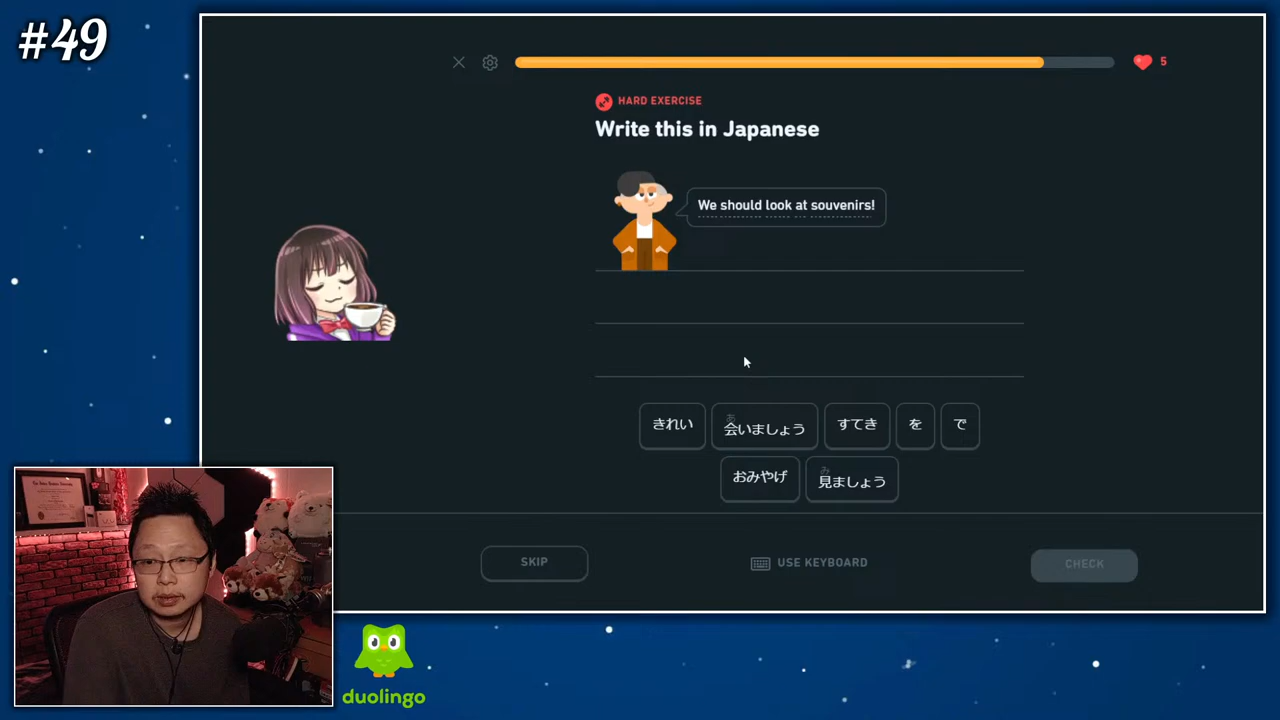 #49
5
HARD EXERCISE
Write this in Japanese
We should look at souvenirs!
きれい
あ
会いましょう
すてき
を
で
おみやげ
み
見ましょう
SKIP
USE KEYBOARD
CHECK
duolingo